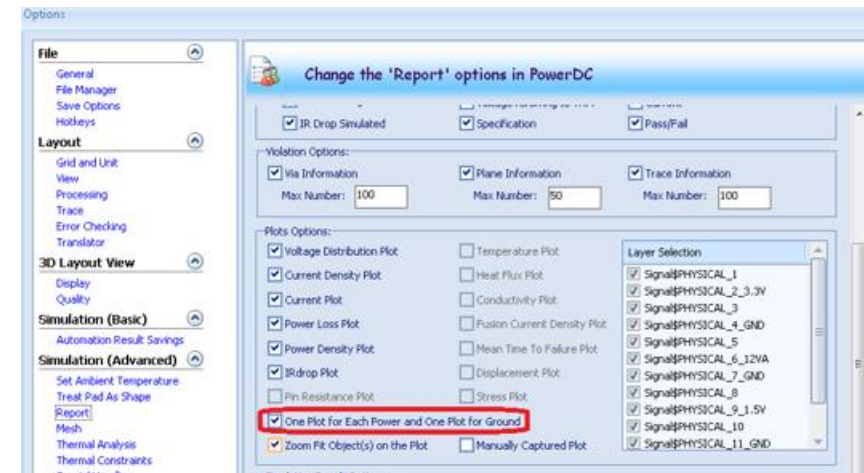 Options
File
General
File Manager
Save Options
Hotkeys
Layout
Grid and Unit
View
Processing
Trace
Error Checking
Translator
3D Layout View
Display
Quality
Simulation (Basic)
Automation Result Savings
Simulation (Advanced)
Set Ambient Temperature
Treat Pad As Shape
Report
Mesh
Thermal Analysis
Thermal Constraints
Change the 'Report' options in PowerDC
IR Drop Simulated
Specification
Pass/Fail
Violation Options:
Via Information
Plane Information
Trace Information
Max Number: 100
Max Number: 50
Max Number: 100
Plots Options:
Voltage Distribution Plot
Current Density Plot
Current Plot
Power Loss Plot
Power Density Plot
IRdrop Plot
Pin Resistance Plot
One Plot for Each Power and One Plot for Ground
Zoom Fit Object(s) on the Plot
Temperature Plot
Heat Flux Plot
Conductivity Plot
Fusion Current Density Plot
Mean Time To Failure Plot
Displacement Plot
Stress Plot
Manually Captured Plot
Layer Selection
Signal$PHYSICAL_1
Signal$PHYSICAL_2_3.3V
Signal$PHYSICAL_3
Signal$PHYSICAL_4_GND
Signal$PHYSICAL_5
Signal$PHYSICAL_6_12VA
Signal$PHYSICAL_7_GND
Signal$PHYSICAL_8
Signal$PHYSICAL_9_1.5V
Signal$PHYSICAL_10
Signal$PHYSICAL_11_GND